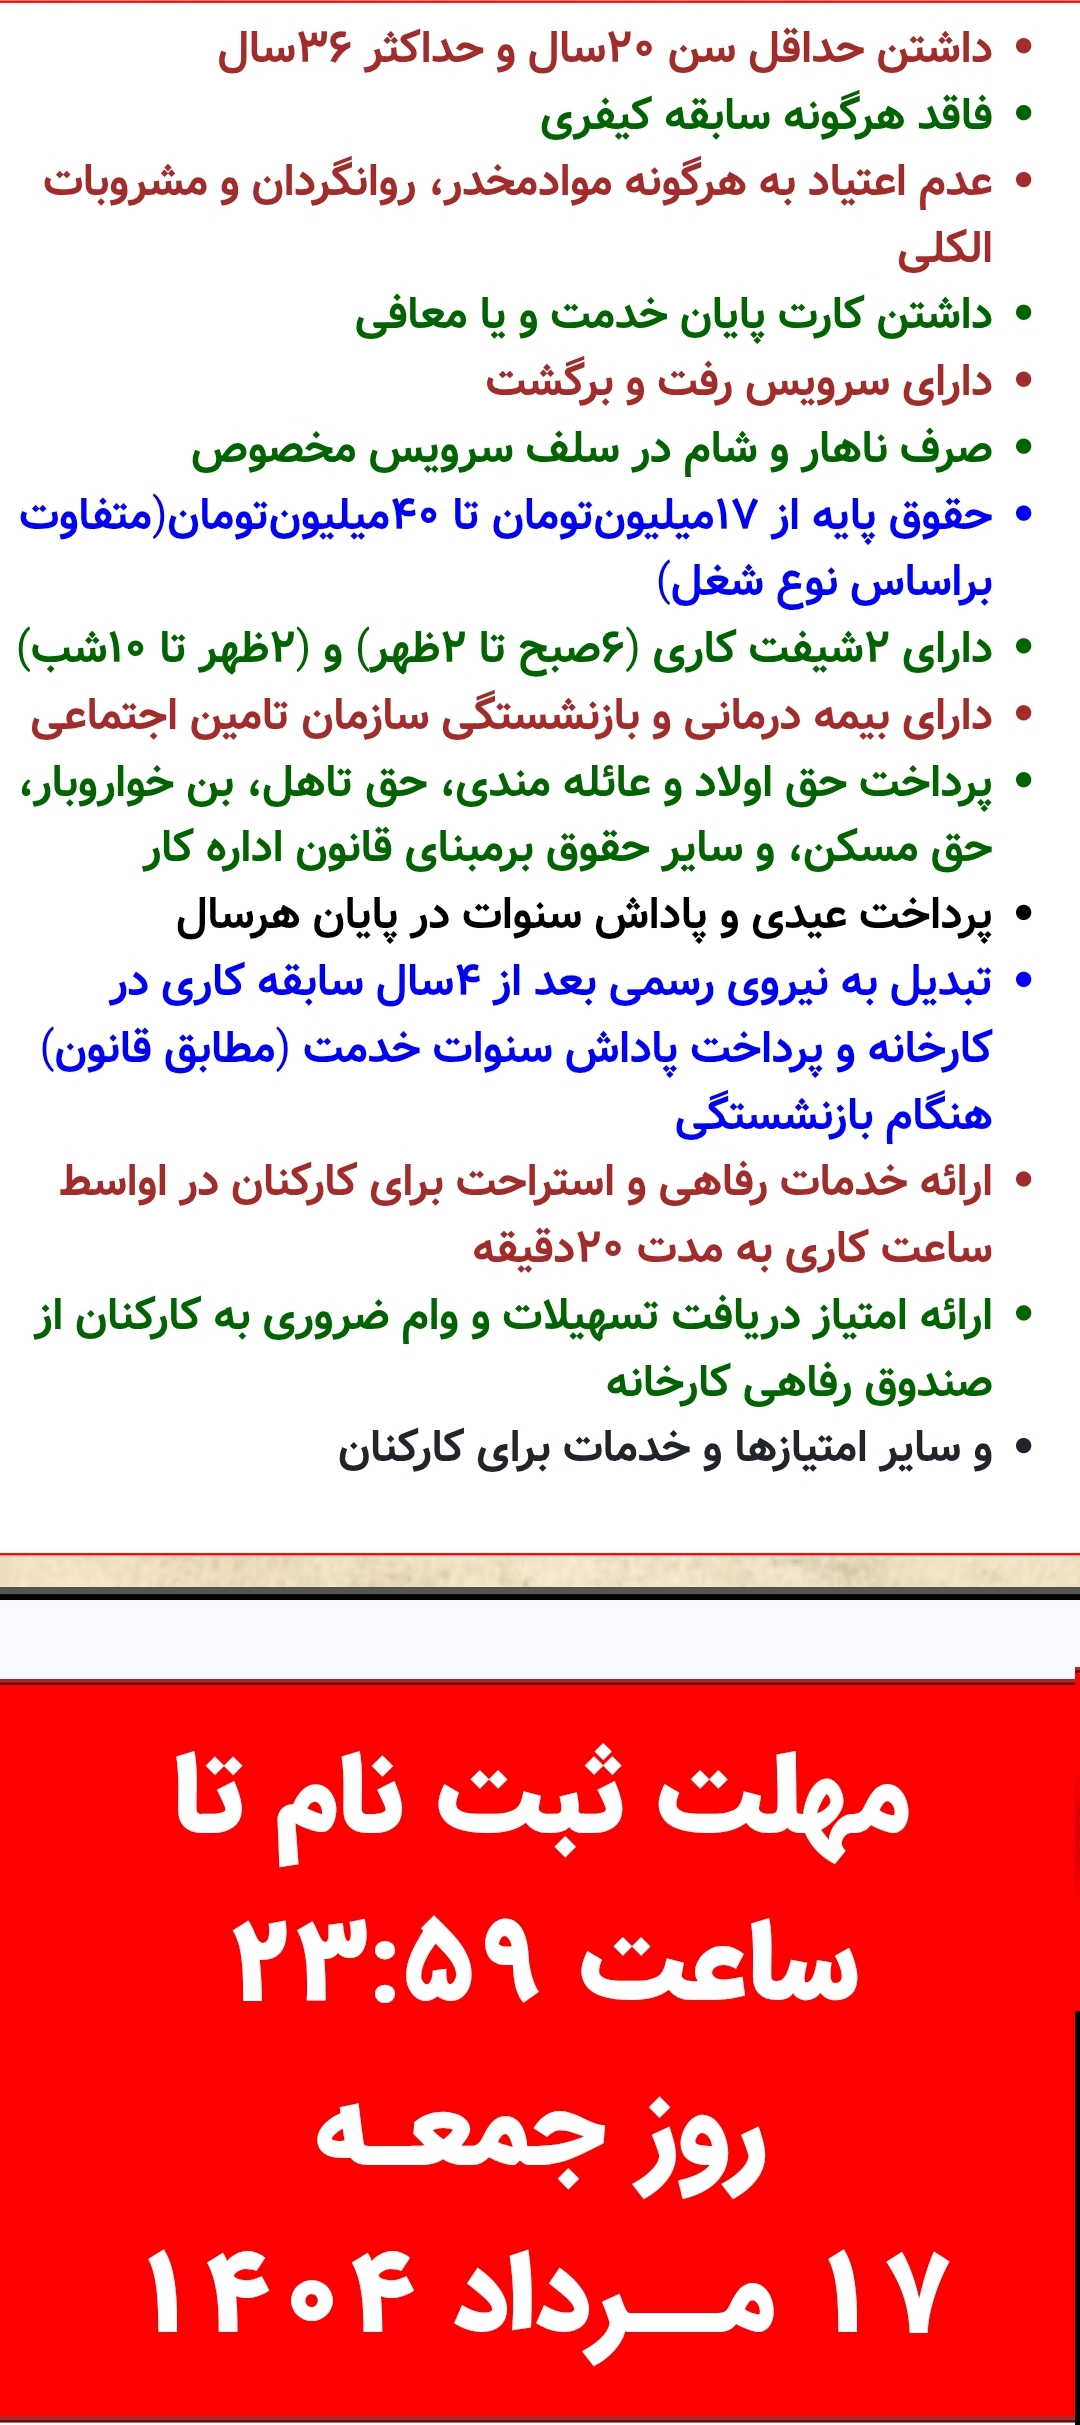 • داشتن حداقل سن ۲۰سال و حداکثر ۳۶سال
• فاقد هرگونه سابقه کیفری
• عدم اعتیاد به هرگونه موادمخدر، روانگردان و مشروبات
الکلی
• داشتن کارت پایان خدمت و یا معافی
• دارای سرویس رفت و برگشت
• صرف ناهار و شام در سلف سرویس مخصوص
• حقوق پایه از ۱۷میلیون‌تومان تا ۴۰میلیون‌تومان(متفاوت
براساس نوع شغل)
• دارای ۲شیفت کاری (۶صبح تا ۲ظهر) و (۲ظهر تا ۱۰شب)
• دارای بیمه درمانی و بازنشستگی سازمان تامین اجتماعی
• پرداخت حق اولاد و عائله مندی، حق تاهل، بن خواروبار،
حق مسکن، و سایر حقوق برمبنای قانون اداره کار
• پرداخت عیدی و پاداش سنوات در پایان هرسال
• تبدیل به نیروی رسمی بعد از ۴سال سابقه کاری در
کارخانه و پرداخت پاداش سنوات خدمت (مطابق قانون)
هنگام بازنشستگی
• ارائه خدمات رفاهی و استراحت برای کارکنان در اواسط
ساعت کاری به مدت ۲۰دقیقه
• ارائه امتیاز دریافت تسهیلات و وام ضروری به کارکنان از
صندوق رفاهی کارخانه
• و سایر امتیازها و خدمات برای کارکنان
مهلت ثبت نام تا
ساعت ۲۳:۵۹
روز جمعـه
۱۷ مـــرداد ۱۴۰۴